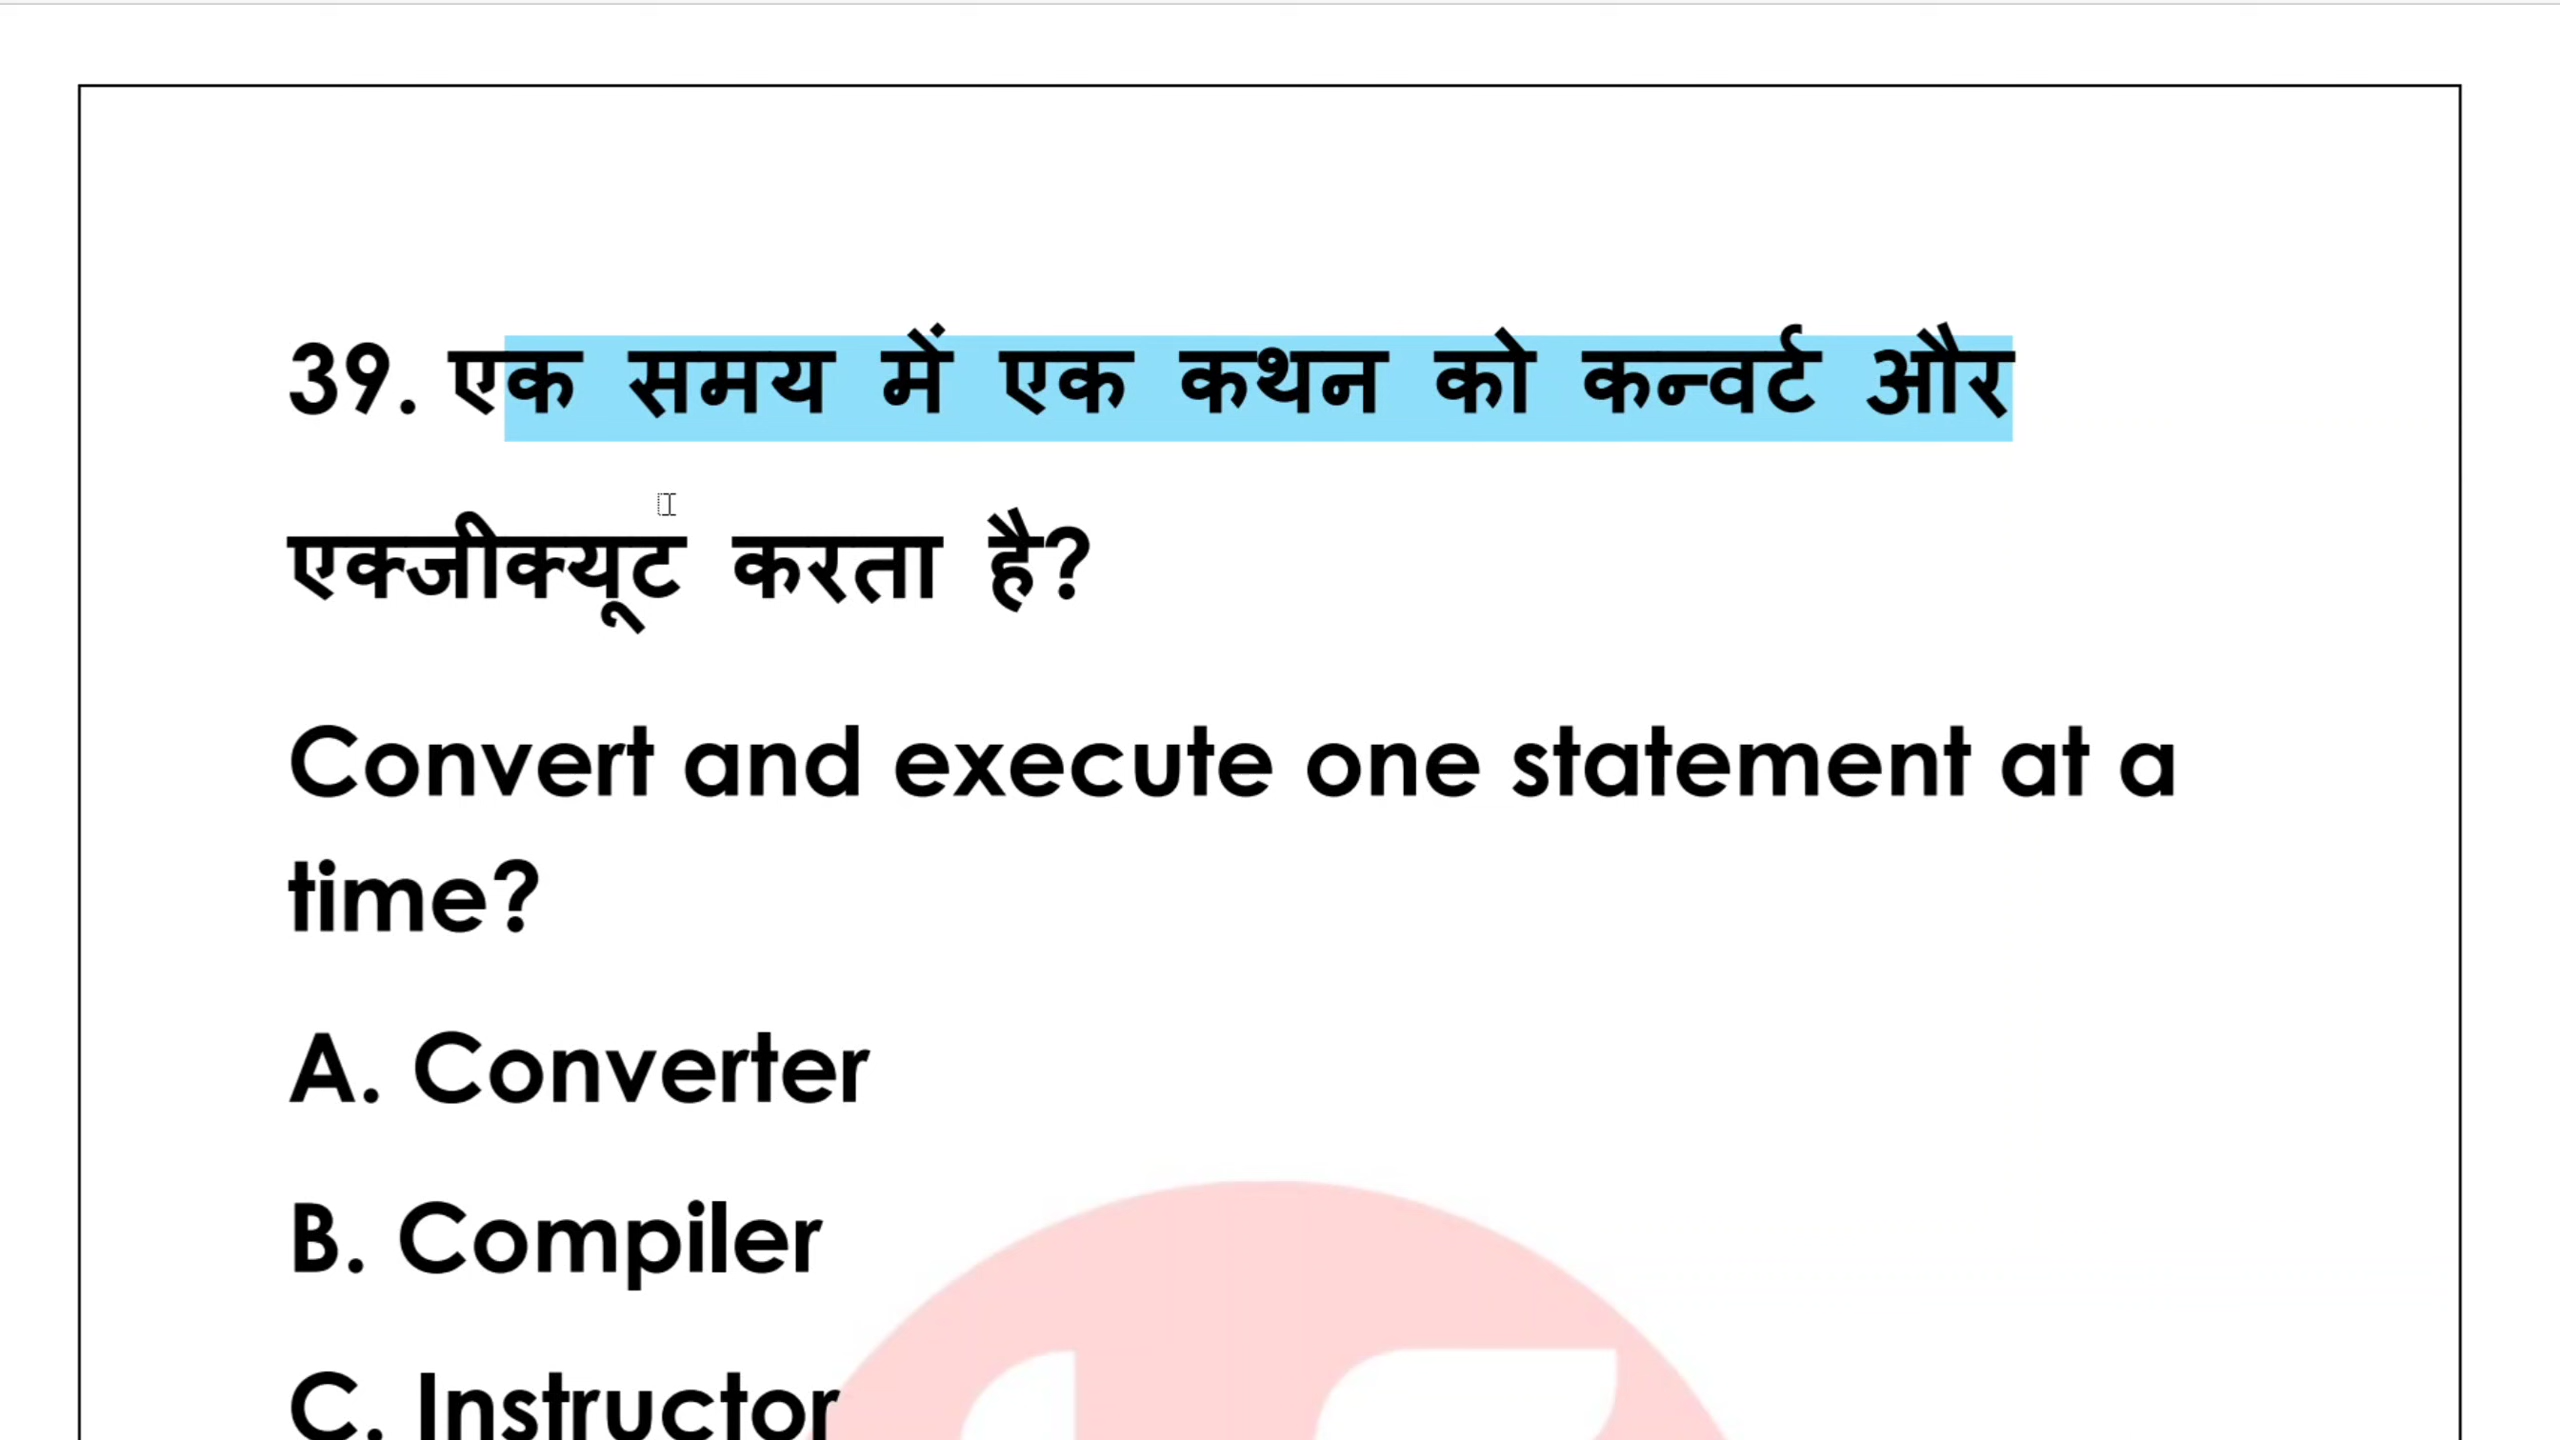 39. एक समय में एक कथन को कन्वर्ट और
एक्जीक्यूट करता है?
Convert and execute one statement at a
time?
A. Converter
B. Compiler
C. Instructor